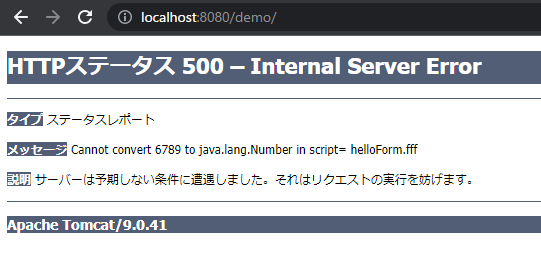 localhost:8080/demo/
HTTPステータス 500 – Internal Server Error
タイプ ステータスレポート
メッセージ Cannot convert 6789 to java.lang.Number in script= helloForm.fff
説明 サーバーは予期しない条件に遭遇しました。それはリクエストの実行を妨げます。
Apache Tomcat/9.0.41